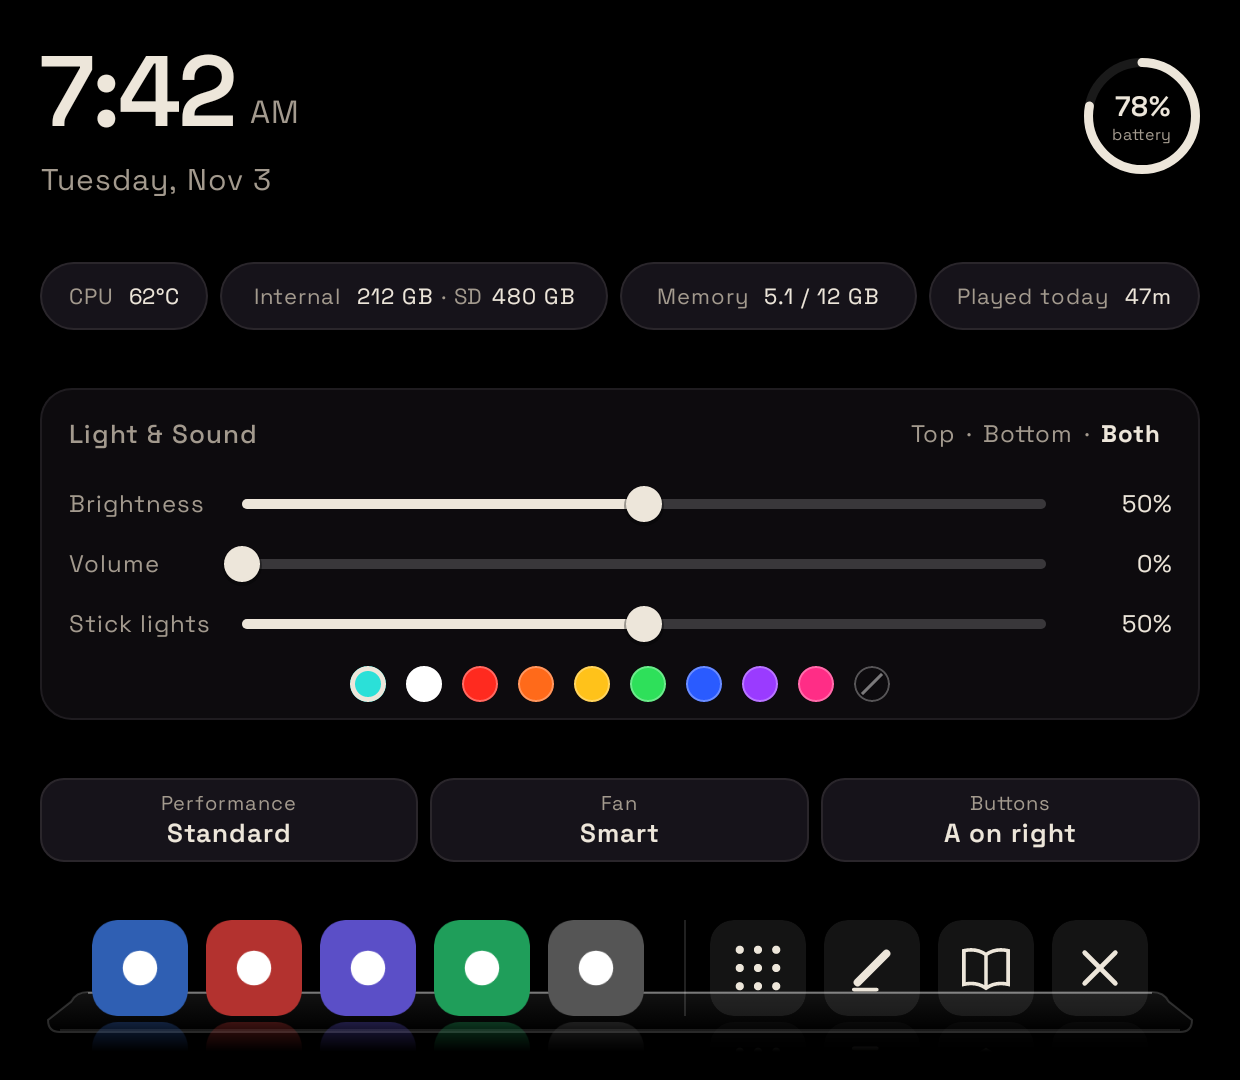 7:42 AM
78%
battery
Tuesday, Nov 3
CPU 62°C
Internal 212 GB · SD 480 GB
Memory 5.1 / 12 GB
Played today 47m
Light & Sound
Top · Bottom · Both
Brightness 50%
Volume 0%
Stick lights 50%
Performance
Standard
Fan
Smart
Buttons
A on right